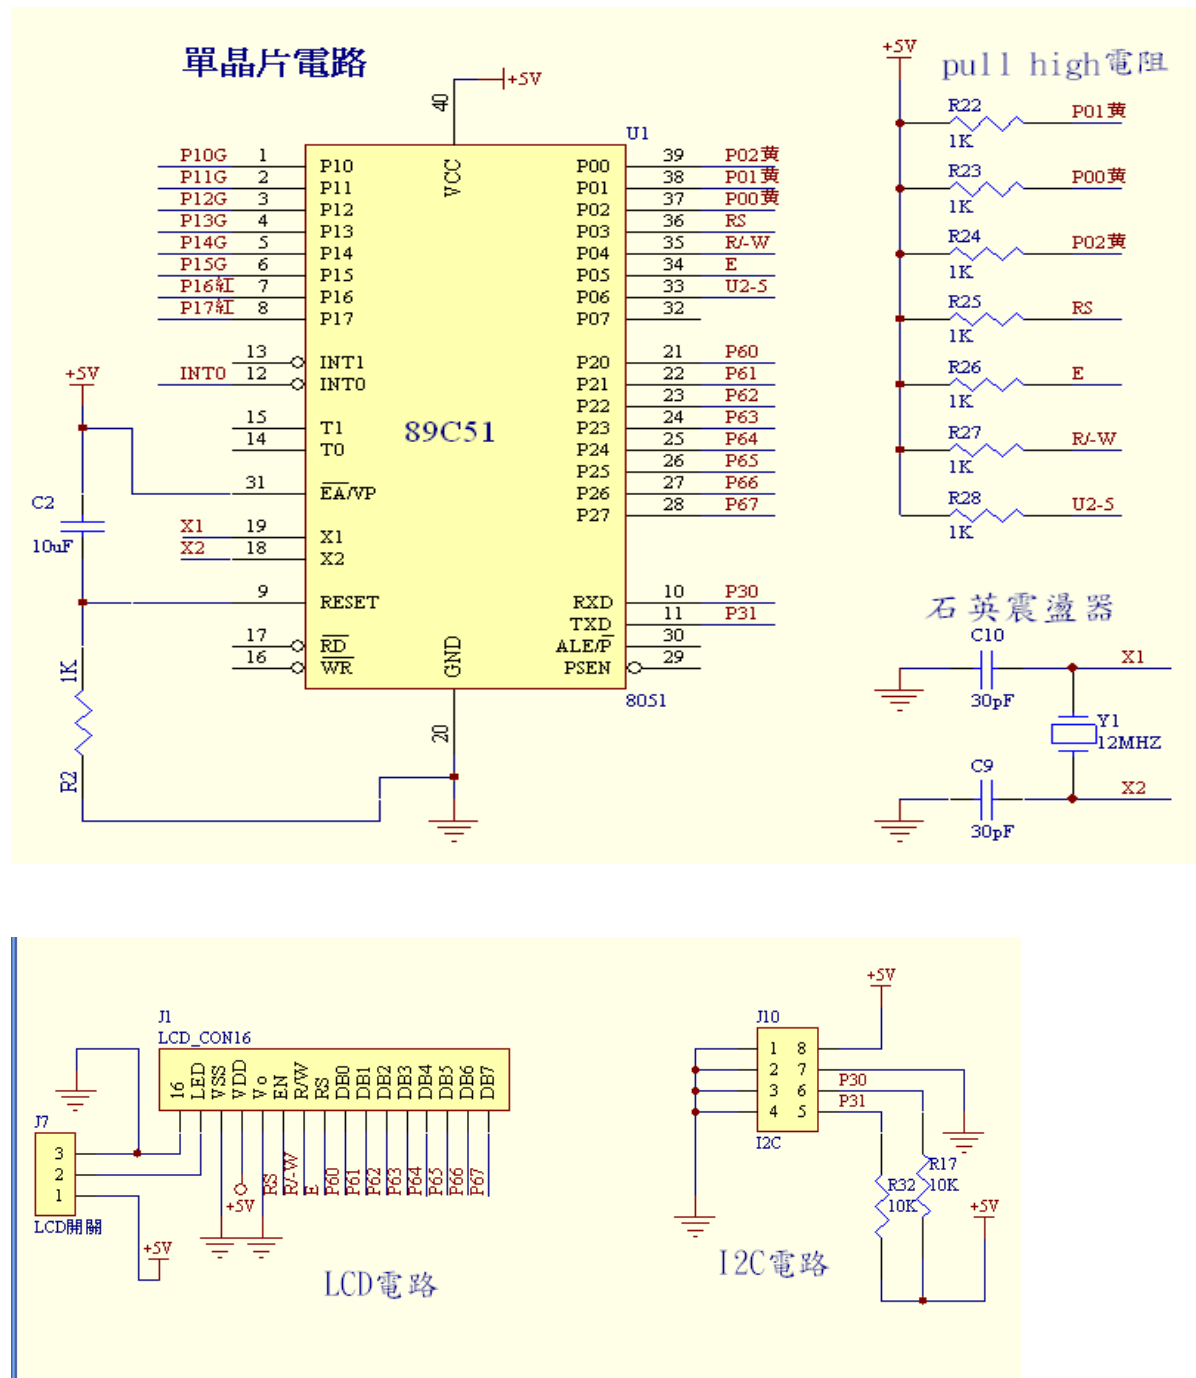 單晶片電路
+5V
40
U1
P10G 1 P10
P11G 2 P11
P12G 3 P12
P13G 4 P13
P14G 5 P14
P15G 6 P15
P16紅 7 P16
P17紅 8 P17
13 INT1
INT0 12 INT0
15 T1
14 T0
31 EA/VP
X1 19 X1
X2 18 X2
9 RESET
17 RD
16 WR
VCC
89C51
GND
20
P00 39 P02黄
P01 38 P01黄
P02 37 P00黄
P03 36 RS
P04 35 R/-W
P05 34 E
P06 33 U2-5
P07 32
P20 21 P60
P21 22 P61
P22 23 P62
P23 24 P63
P24 25 P64
P25 26 P65
P26 27 P66
P27 28 P67
RXD 10 P30
TXD 11 P31
ALE/P 30
PSEN 29
8051
+5V
C2
10uF
1K
R2
+5V
pull high電阻
R22 P01黄
1K
R23 P00黄
1K
R24 P02黄
1K
R25 RS
1K
R26 E
1K
R27 R/-W
1K
R28 U2-5
1K
石英震盪器
C10
30pF
X1
Y1
12MHZ
C9
30pF
X2
J1
LCD_CON16
16 LED VSS VDD Vo EN R/W RS DB0 DB1 DB2 DB3 DB4 DB5 DB6 DB7
RS R/-W E P60 P61 P62 P63 P64 P65 P66 P67
J7
3
2
1
LCD開關
+5V
+5V
LCD電路
+5V
J10
1 8
2 7
3 6 P30
4 5 P31
I2C
R17
10K
R32
10K
+5V
I2C電路